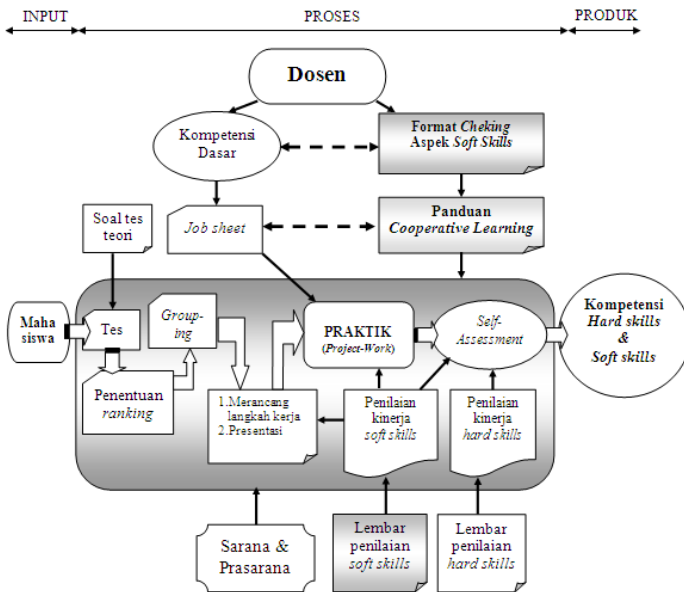 INPUT
PROSES
PRODUK
Dosen
Kompetensi
Dasar
Format Cheking
Aspek Soft Skills
Soal tes
teori
Job sheet
Panduan
Cooperative Learning
Maha
siswa
Tes
Group-
ing
PRAKTIK
(Project-Work)
Self-
Assessment
Kompetensi
Hard skills
&
Soft skills
Penentuan
ranking
1.Merancang
langkah kerja
2.Presentasi
Penilaian
kinerja
soft skills
Penilaian
kinerja
hard skills
Sarana &
Prasarana
Lembar
penilaian
soft skills
Lembar
penilaian
hard skills